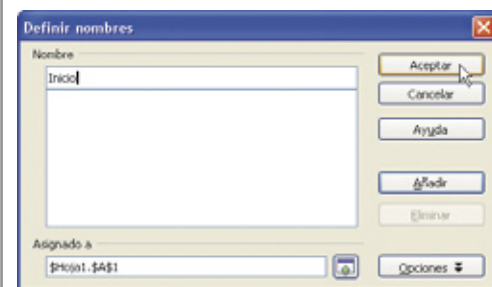 Definir nombres
Nombre
Inicio
Aceptar
Cancelar
Ayuda
Añadir
Eliminar
Asignado a
$Hoja1.$A$1
Opciones